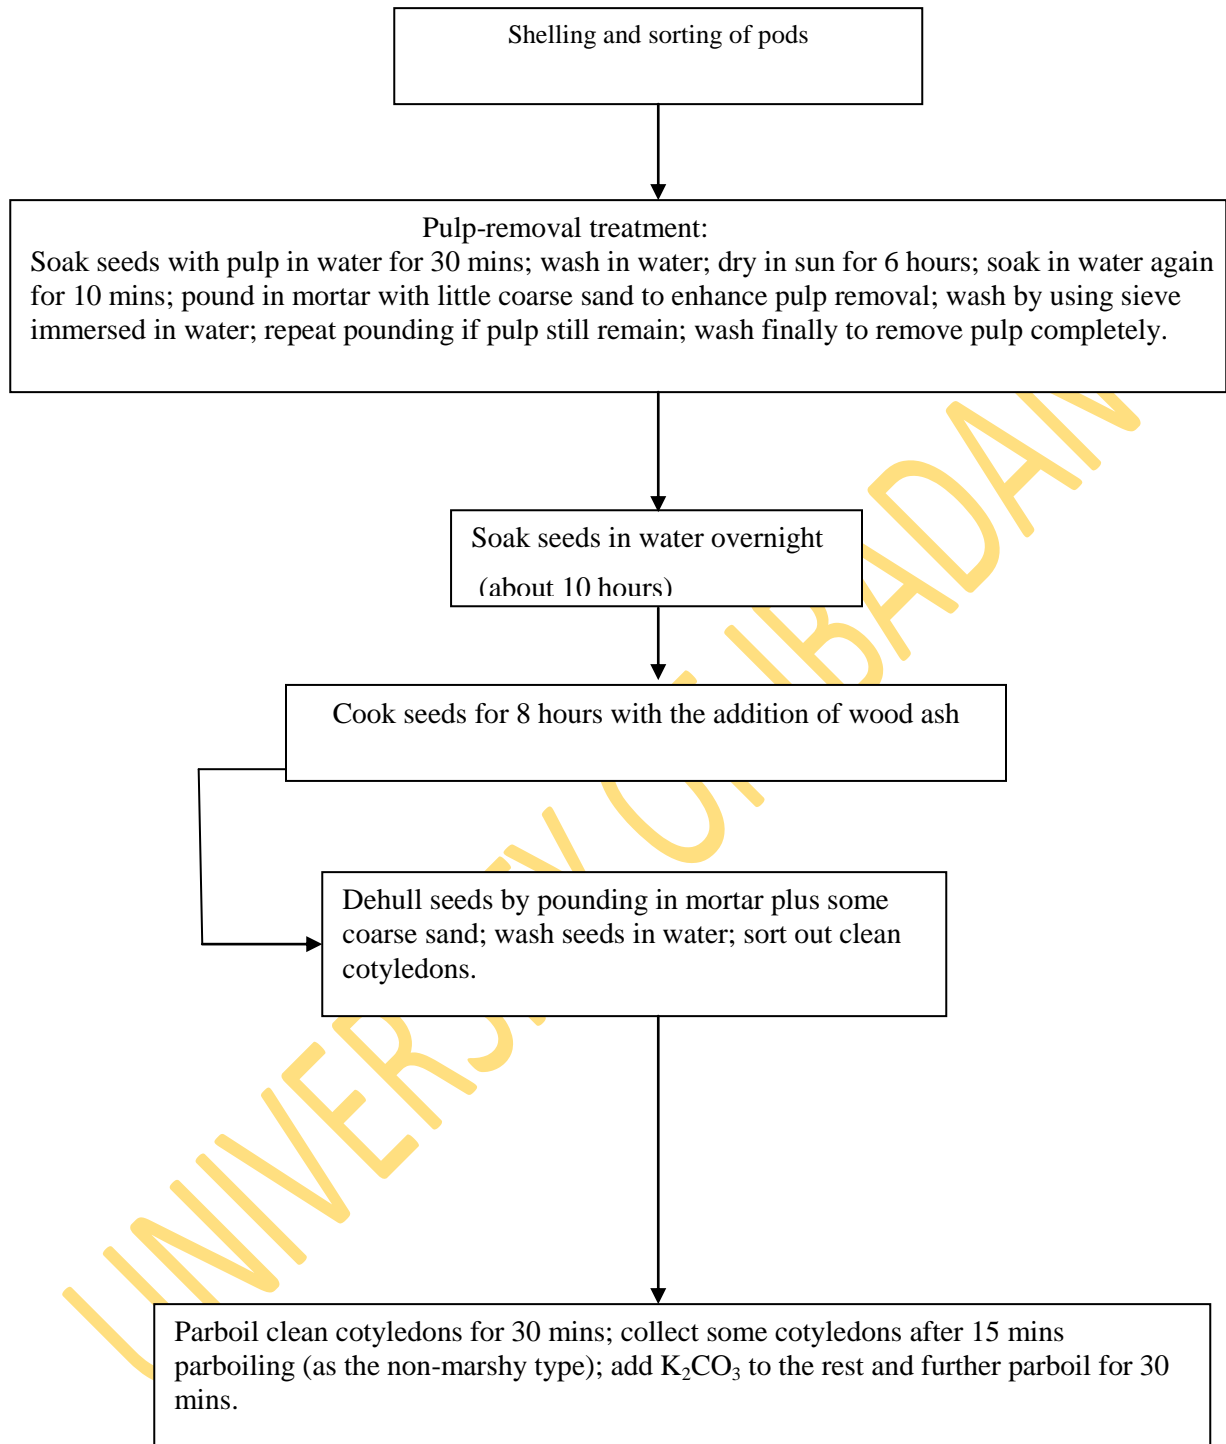 Shelling and sorting of pods
Pulp-removal treatment:
Soak seeds with pulp in water for 30 mins; wash in water; dry in sun for 6 hours; soak in water again
for 10 mins; pound in mortar with little coarse sand to enhance pulp removal; wash by using sieve
immersed in water; repeat pounding if pulp still remain; wash finally to remove pulp completely.
Soak seeds in water overnight
(about 10 hours)
Cook seeds for 8 hours with the addition of wood ash
Dehull seeds by pounding in mortar plus some
coarse sand; wash seeds in water; sort out clean
cotyledons.
Parboil clean cotyledons for 30 mins; collect some cotyledons after 15 mins
parboiling (as the non-marshy type); add K₂CO₃ to the rest and further parboil for 30
mins.
UNIVERSITY OF IBADAN